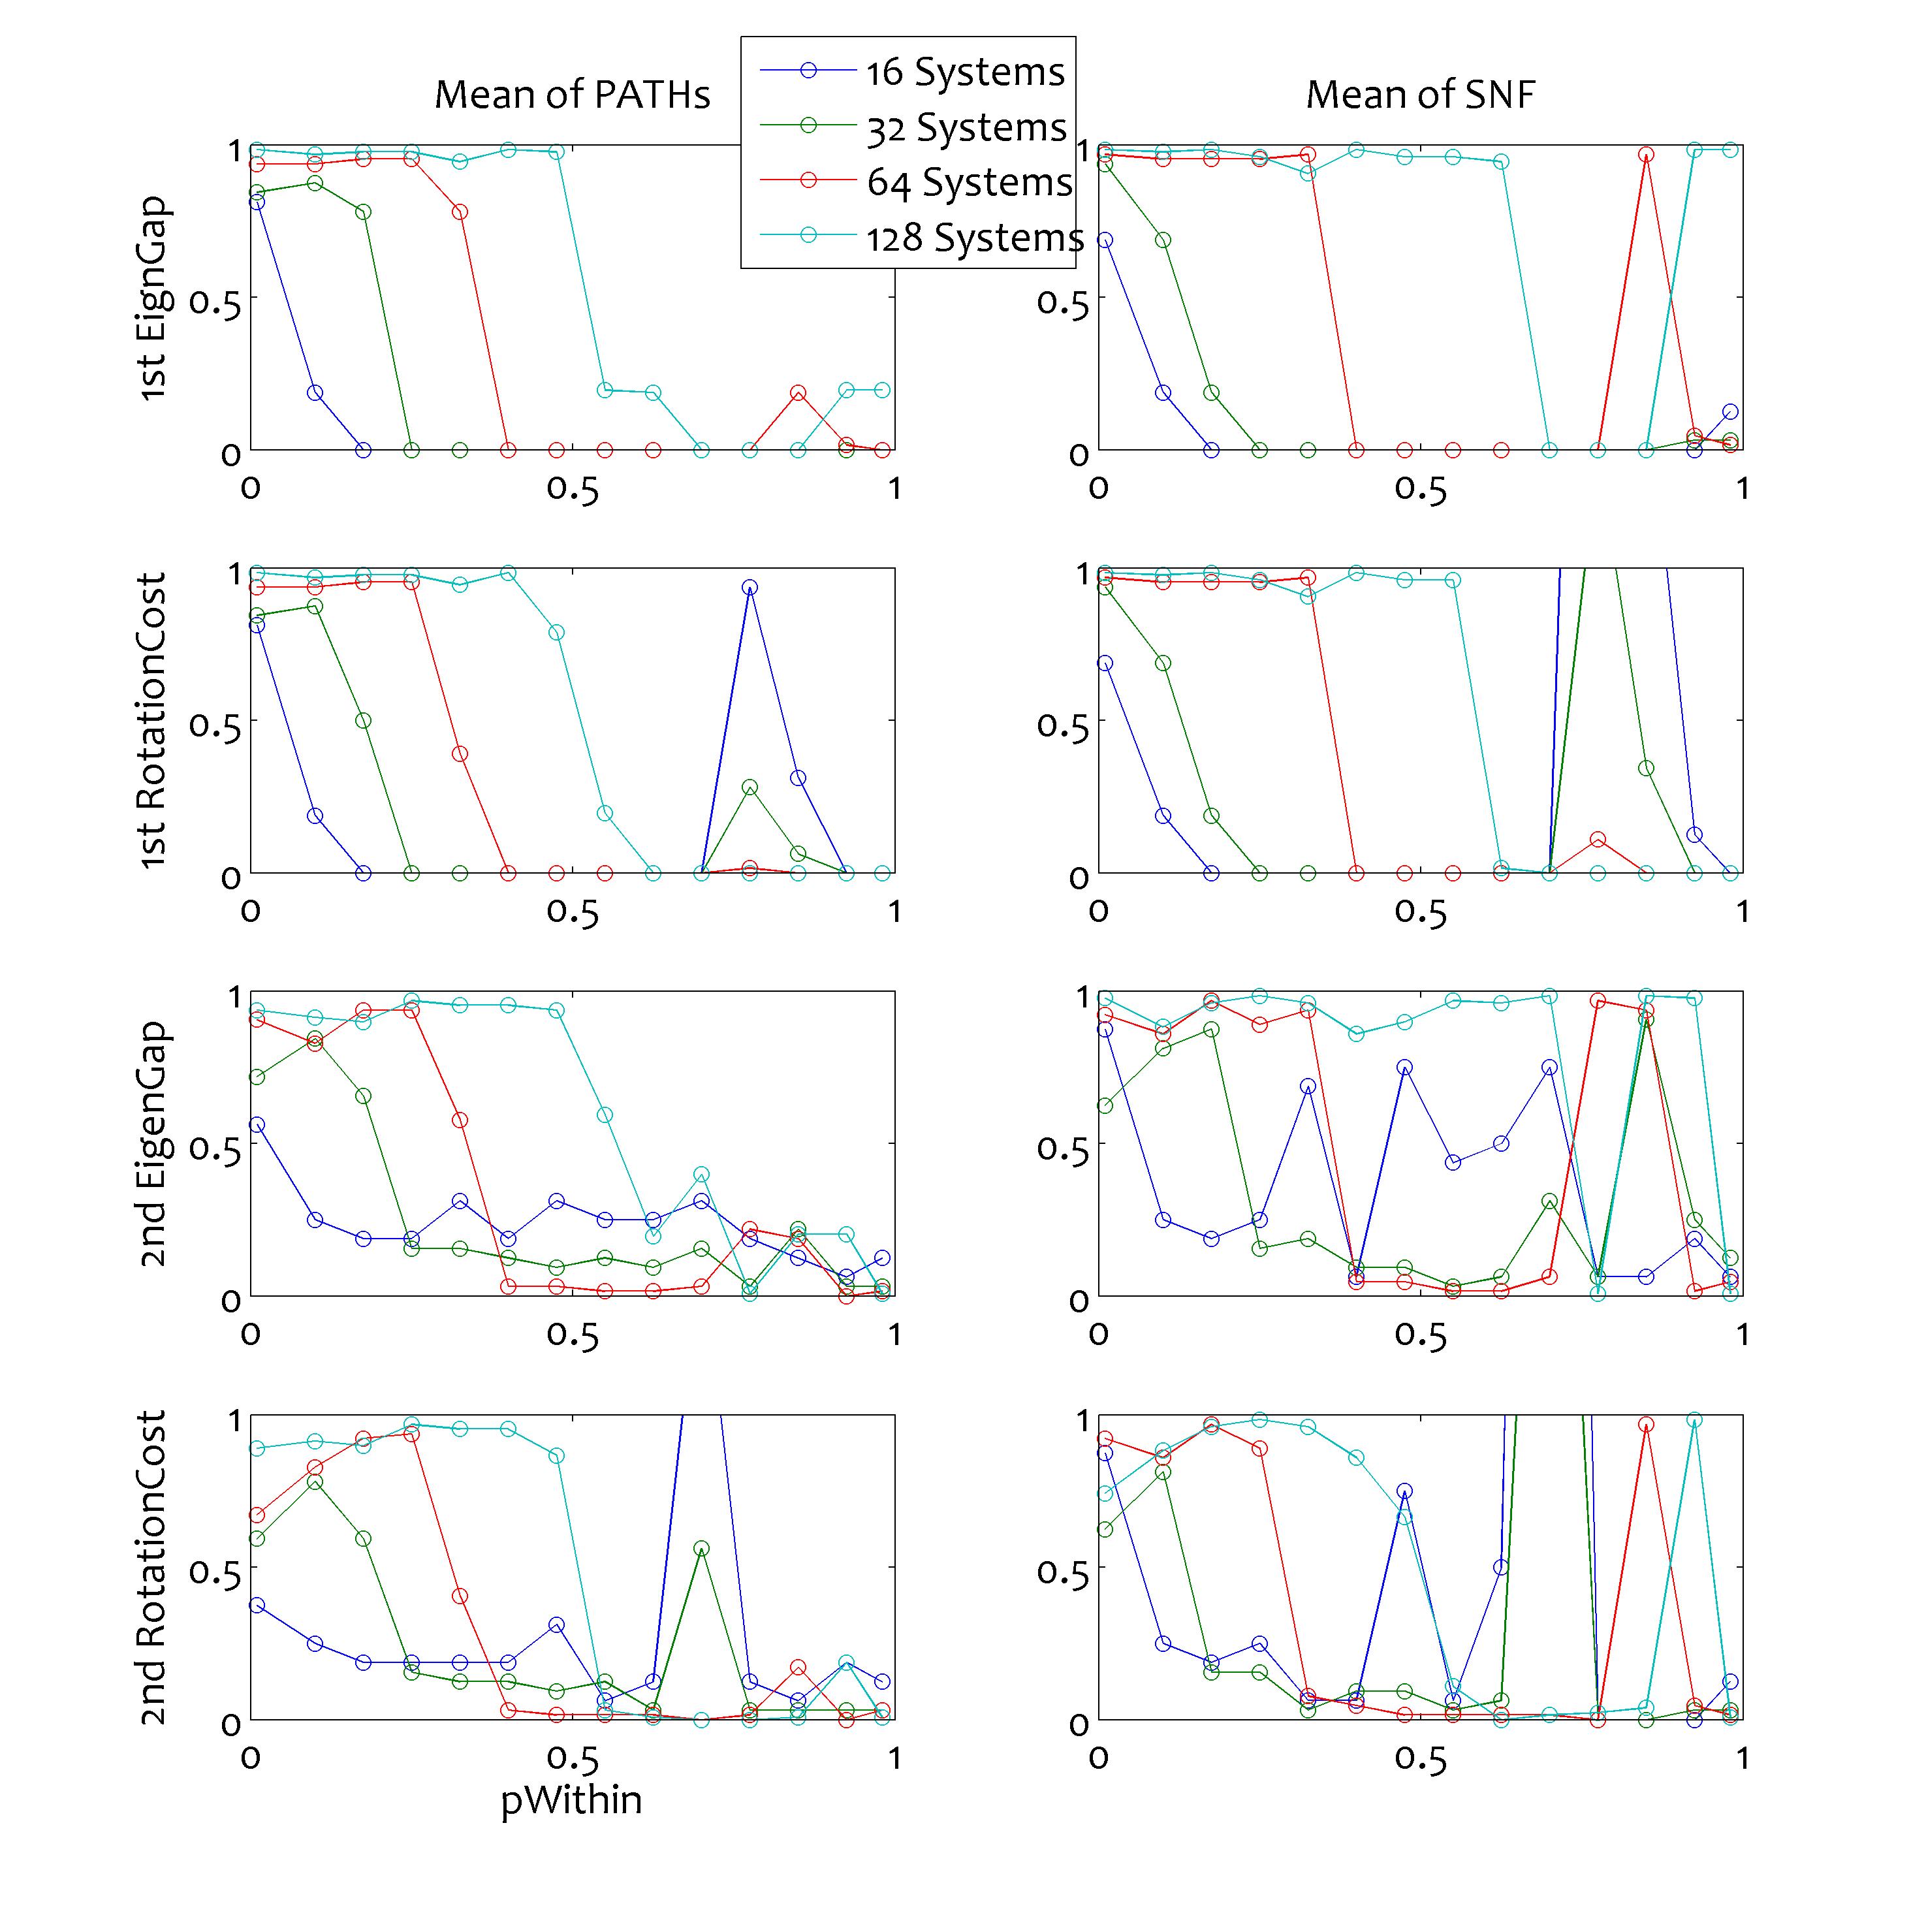 Mean of PATHs
Mean of SNF
16 Systems
32 Systems
64 Systems
128 Systems
1st EignGap
1
0.5
0
0 0.5 1
1
0.5
0
0 0.5 1
1st RotationCost
1
0.5
0
0 0.5 1
1
0.5
0
0 0.5 1
2nd EigenGap
1
0.5
0
0 0.5 1
1
0.5
0
0 0.5 1
2nd RotationCost
1
0.5
0
0 0.5 1
pWithin
1
0.5
0
0 0.5 1